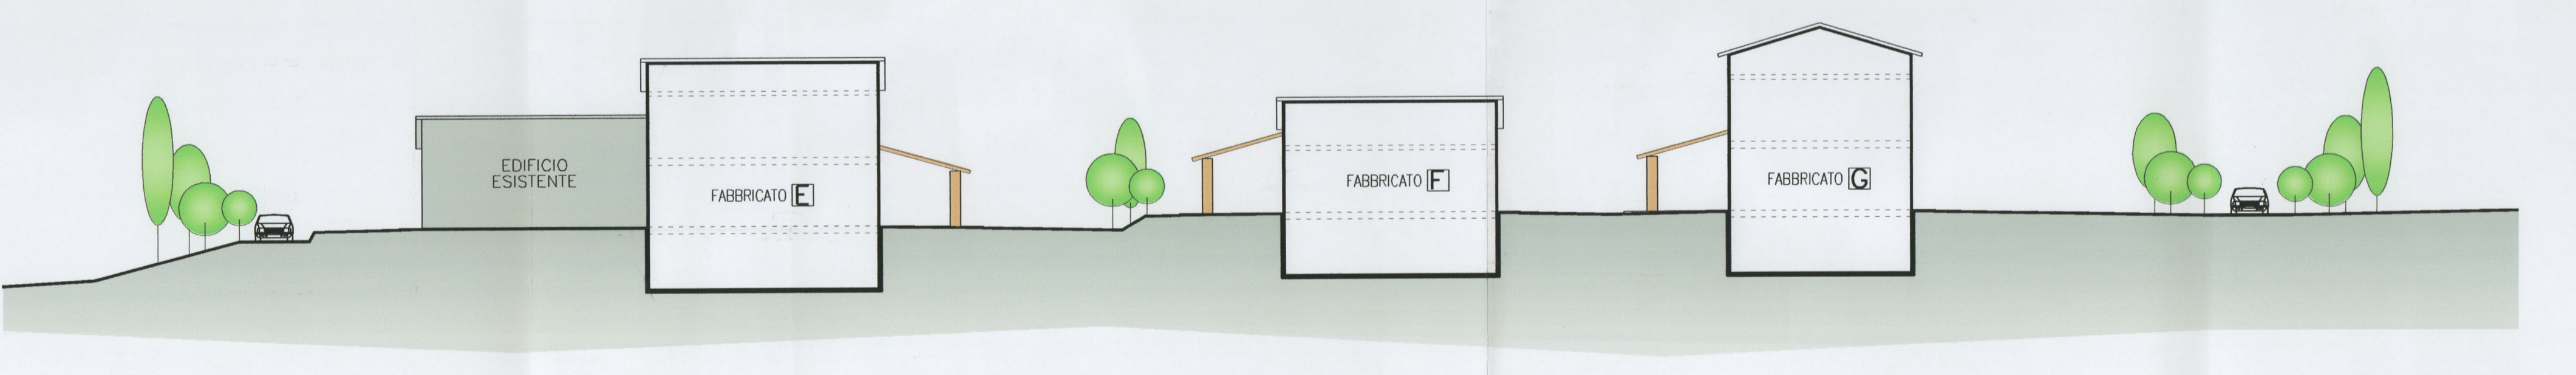 EDIFICIO
ESISTENTE
FABBRICATO E
FABBRICATO F
FABBRICATO G